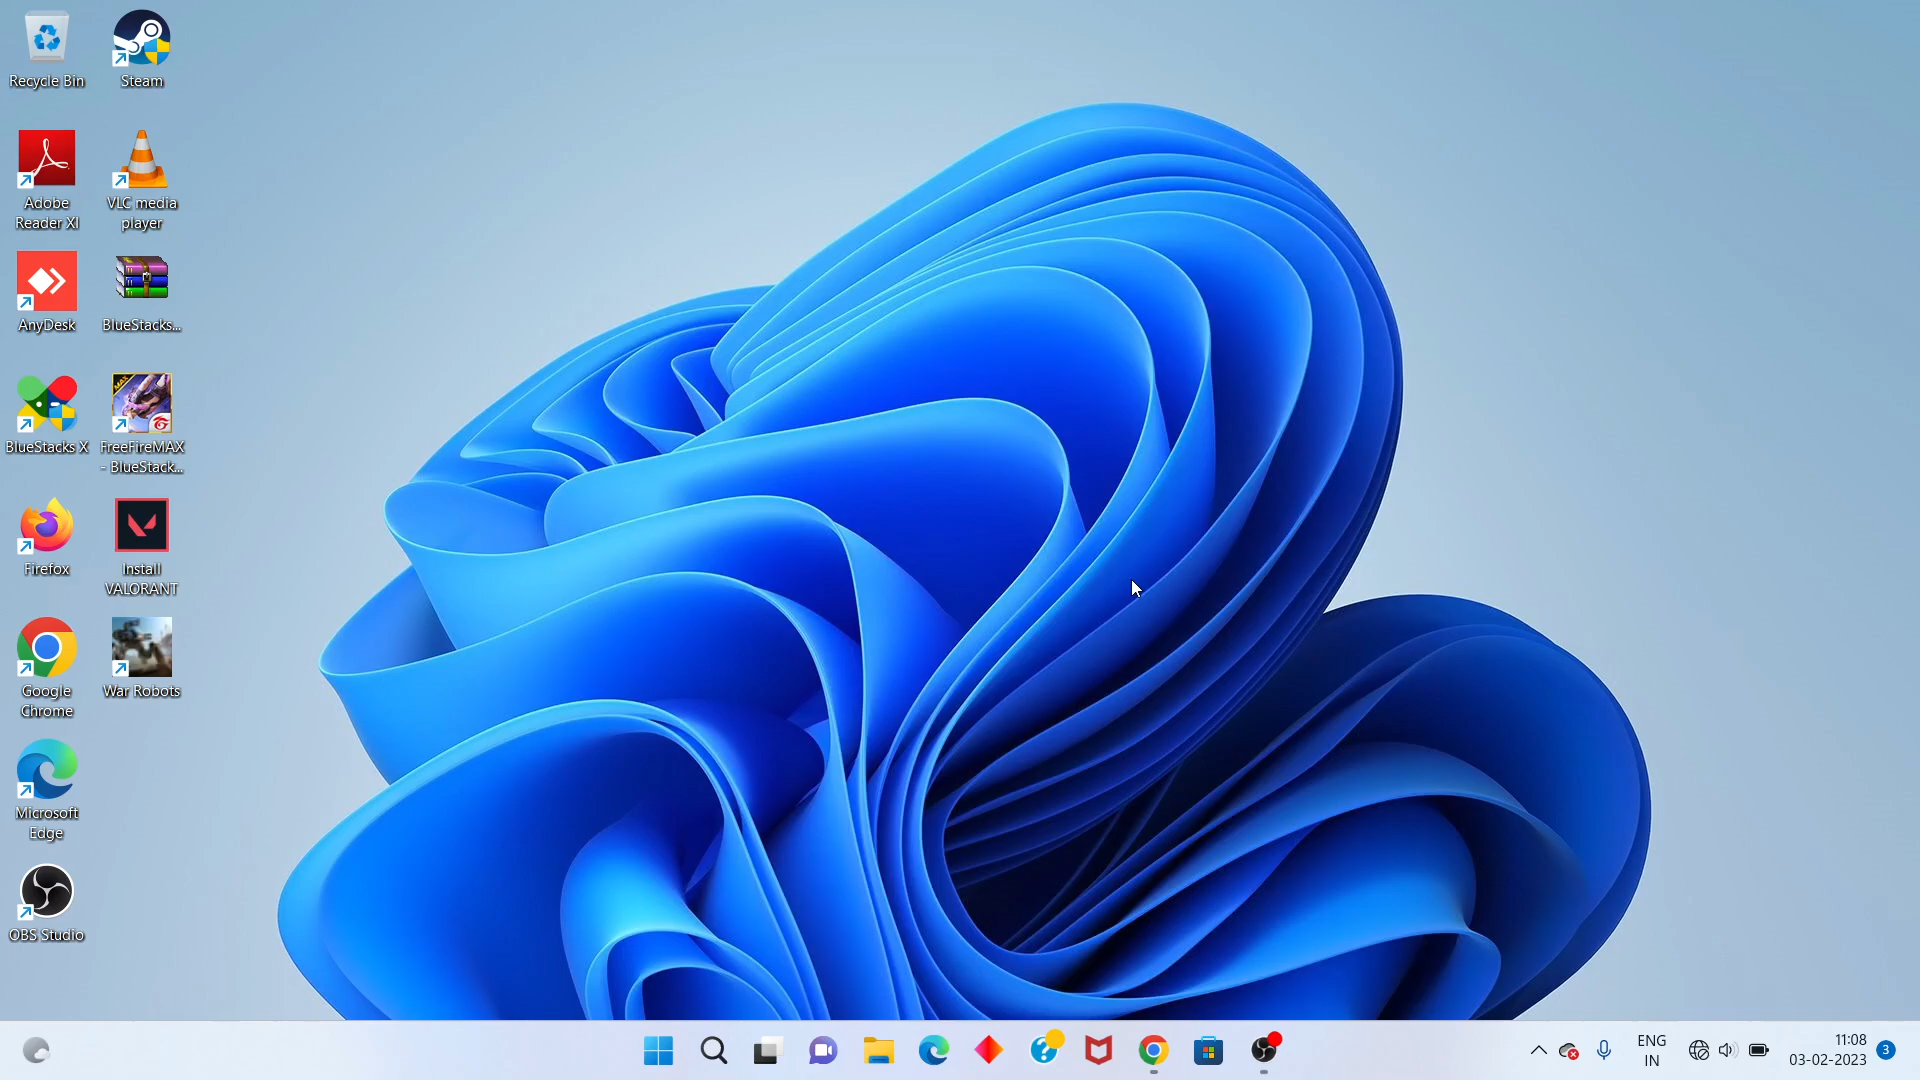 Recycle Bin
Steam
Adobe
Reader XI
VLC media
player
AnyDesk
BlueStacks...
BlueStacks X
MAX
FreeFireMAX
- BlueStack...
Firefox
Install
VALORANT
Google
Chrome
War Robots
Microsoft
Edge
OBS Studio
ENG
IN
11:08
03-02-2023
3